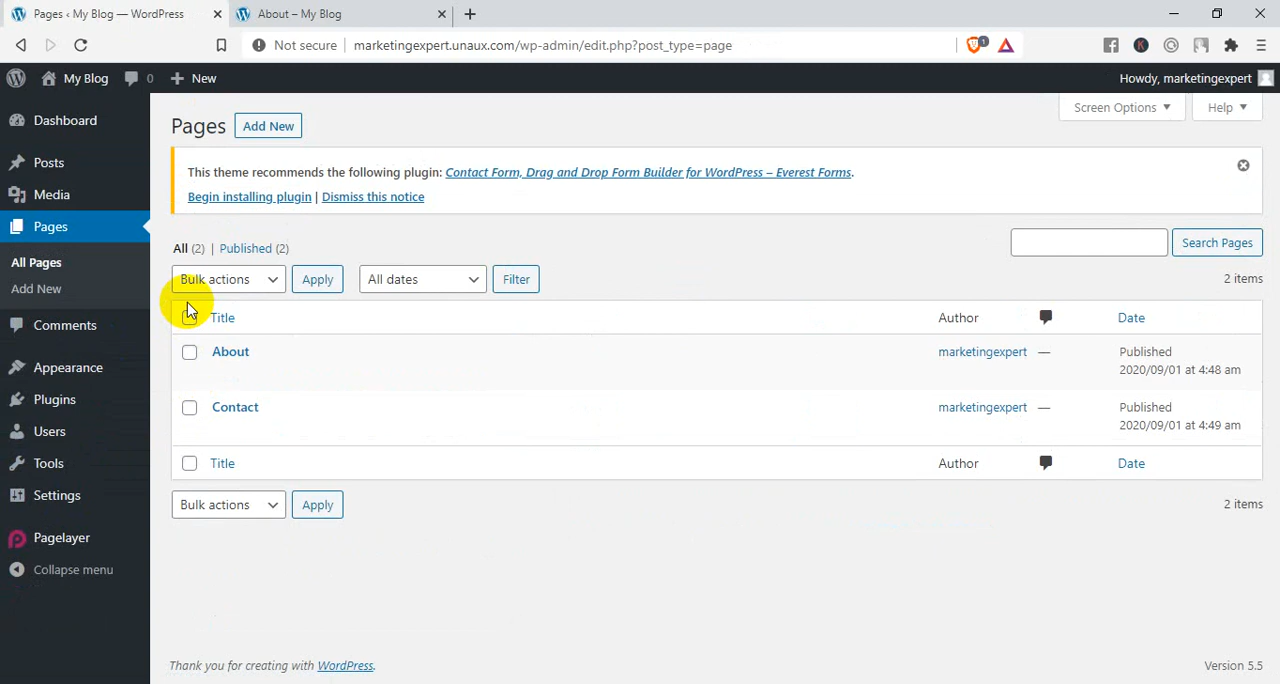 Pages ‹ My Blog — WordPress
About – My Blog
Not secure | marketingexpert.unaux.com/wp-admin/edit.php?post_type=page
1
My Blog 0 New
Howdy, marketingexpert
Dashboard
Posts
Media
Pages
All Pages
Add New
Comments
Appearance
Plugins
Users
Tools
Settings
Pagelayer
Collapse menu
Screen Options
Help
Pages Add New
This theme recommends the following plugin: Contact Form, Drag and Drop Form Builder for WordPress – Everest Forms.
Begin installing plugin | Dismiss this notice
All (2) | Published (2)
Search Pages
Bulk actions Apply All dates Filter
2 items
Title Author Date
About marketingexpert — Published
2020/09/01 at 4:48 am
Contact marketingexpert — Published
2020/09/01 at 4:49 am
Title Author Date
Bulk actions Apply
2 items
Thank you for creating with WordPress.
Version 5.5